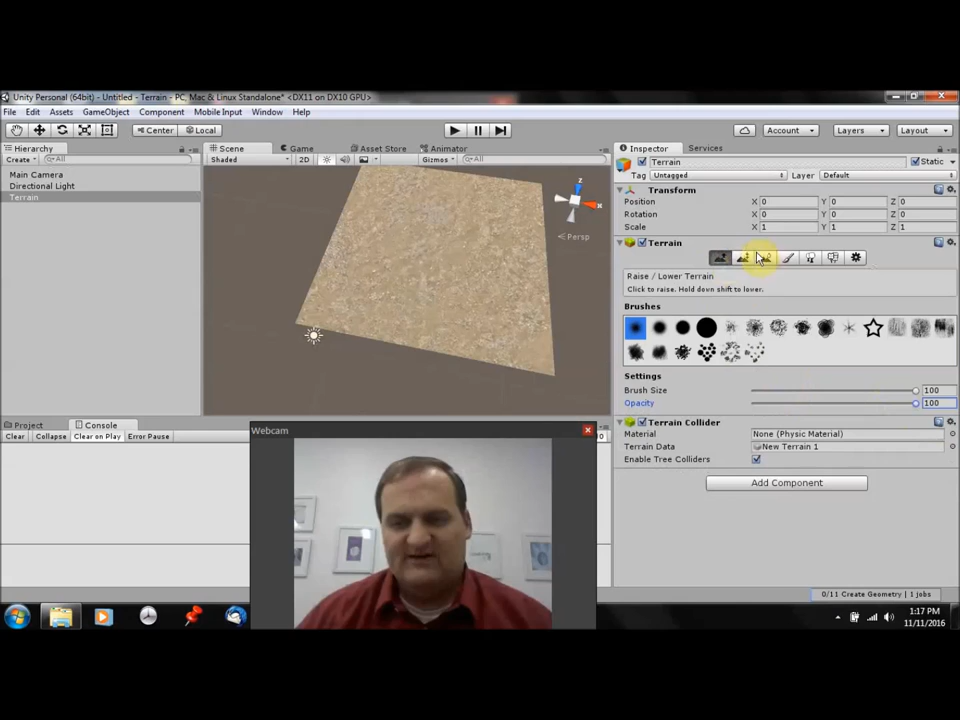 Unity Personal (64bit) - Untitled - Terrain - PC, Mac & Linux Standalone* <DX11 on DX10 GPU>
File Edit Assets GameObject Component Mobile Input Window Help
Center Local Account Layers Layout
Hierarchy Scene Game Asset Store Animator Inspector Services
Create All Shaded 2D Gizmos All Terrain Static
Main Camera Tag Untagged Layer Default
Directional Light Transform
Terrain Position X 0 Y 0 Z 0
Rotation X 0 Y 0 Z 0
Scale X 1 Y 1 Z 1
z x Persp
Terrain
Raise / Lower Terrain
Click to raise. Hold down shift to lower.
Brushes
Settings
Brush Size 100
Opacity 100
Project Console Terrain Collider
Clear Collapse Clear on Play Error Pause
Webcam
Material None (Physic Material)
Terrain Data New Terrain 1
Enable Tree Colliders
Add Component
0/11 Create Geometry | 1 jobs
1:17 PM
11/11/2016